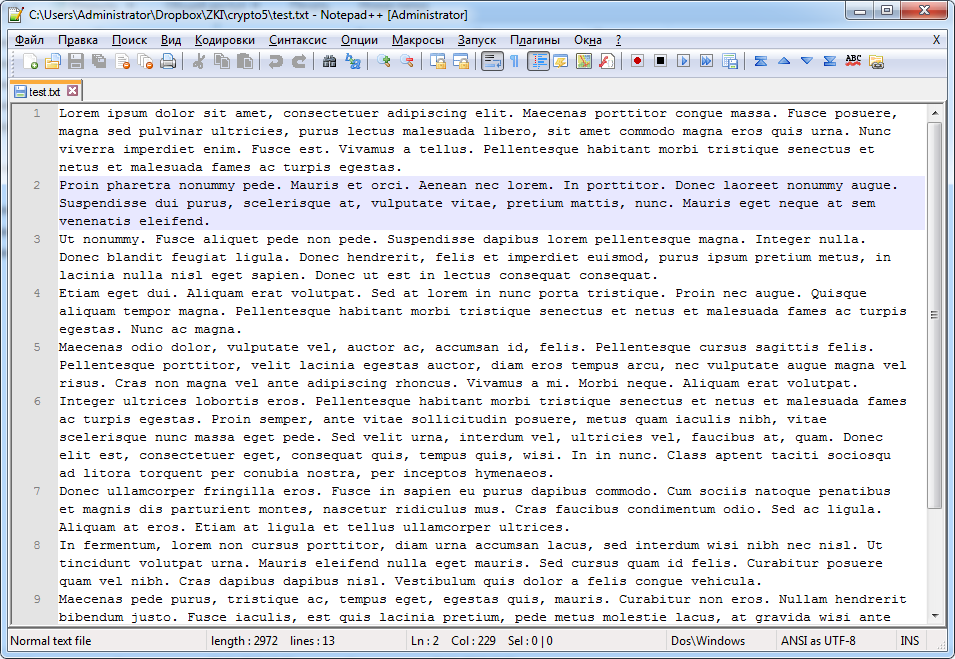 C:\Users\Administrator\Dropbox\ZKI\crypto5\test.txt - Notepad++ [Administrator]
Файл Правка Поиск Вид Кодировки Синтаксис Опции Макросы Запуск Плагины Окна ? X
ABC
test.txt
1 Lorem ipsum dolor sit amet, consectetuer adipiscing elit. Maecenas porttitor congue massa. Fusce posuere,
magna sed pulvinar ultricies, purus lectus malesuada libero, sit amet commodo magna eros quis urna. Nunc
viverra imperdiet enim. Fusce est. Vivamus a tellus. Pellentesque habitant morbi tristique senectus et
netus et malesuada fames ac turpis egestas.
2 Proin pharetra nonummy pede. Mauris et orci. Aenean nec lorem. In porttitor. Donec laoreet nonummy augue.
Suspendisse dui purus, scelerisque at, vulputate vitae, pretium mattis, nunc. Mauris eget neque at sem
venenatis eleifend.
3 Ut nonummy. Fusce aliquet pede non pede. Suspendisse dapibus lorem pellentesque magna. Integer nulla.
Donec blandit feugiat ligula. Donec hendrerit, felis et imperdiet euismod, purus ipsum pretium metus, in
lacinia nulla nisl eget sapien. Donec ut est in lectus consequat consequat.
4 Etiam eget dui. Aliquam erat volutpat. Sed at lorem in nunc porta tristique. Proin nec augue. Quisque
aliquam tempor magna. Pellentesque habitant morbi tristique senectus et netus et malesuada fames ac turpis
egestas. Nunc ac magna.
5 Maecenas odio dolor, vulputate vel, auctor ac, accumsan id, felis. Pellentesque cursus sagittis felis.
Pellentesque porttitor, velit lacinia egestas auctor, diam eros tempus arcu, nec vulputate augue magna vel
risus. Cras non magna vel ante adipiscing rhoncus. Vivamus a mi. Morbi neque. Aliquam erat volutpat.
6 Integer ultrices lobortis eros. Pellentesque habitant morbi tristique senectus et netus et malesuada fames
ac turpis egestas. Proin semper, ante vitae sollicitudin posuere, metus quam iaculis nibh, vitae
scelerisque nunc massa eget pede. Sed velit urna, interdum vel, ultricies vel, faucibus at, quam. Donec
elit est, consectetuer eget, consequat quis, tempus quis, wisi. In in nunc. Class aptent taciti sociosqu
ad litora torquent per conubia nostra, per inceptos hymenaeos.
7 Donec ullamcorper fringilla eros. Fusce in sapien eu purus dapibus commodo. Cum sociis natoque penatibus
et magnis dis parturient montes, nascetur ridiculus mus. Cras faucibus condimentum odio. Sed ac ligula.
Aliquam at eros. Etiam at ligula et tellus ullamcorper ultrices.
8 In fermentum, lorem non cursus porttitor, diam urna accumsan lacus, sed interdum wisi nibh nec nisl. Ut
tincidunt volutpat urna. Mauris eleifend nulla eget mauris. Sed cursus quam id felis. Curabitur posuere
quam vel nibh. Cras dapibus dapibus nisl. Vestibulum quis dolor a felis congue vehicula.
9 Maecenas pede purus, tristique ac, tempus eget, egestas quis, mauris. Curabitur non eros. Nullam hendrerit
bibendum justo. Fusce iaculis, est quis lacinia pretium, pede metus molestie lacus, at gravida wisi ante
Normal text file length : 2972 lines : 13 Ln : 2 Col : 229 Sel : 0 | 0 Dos\Windows ANSI as UTF-8 INS